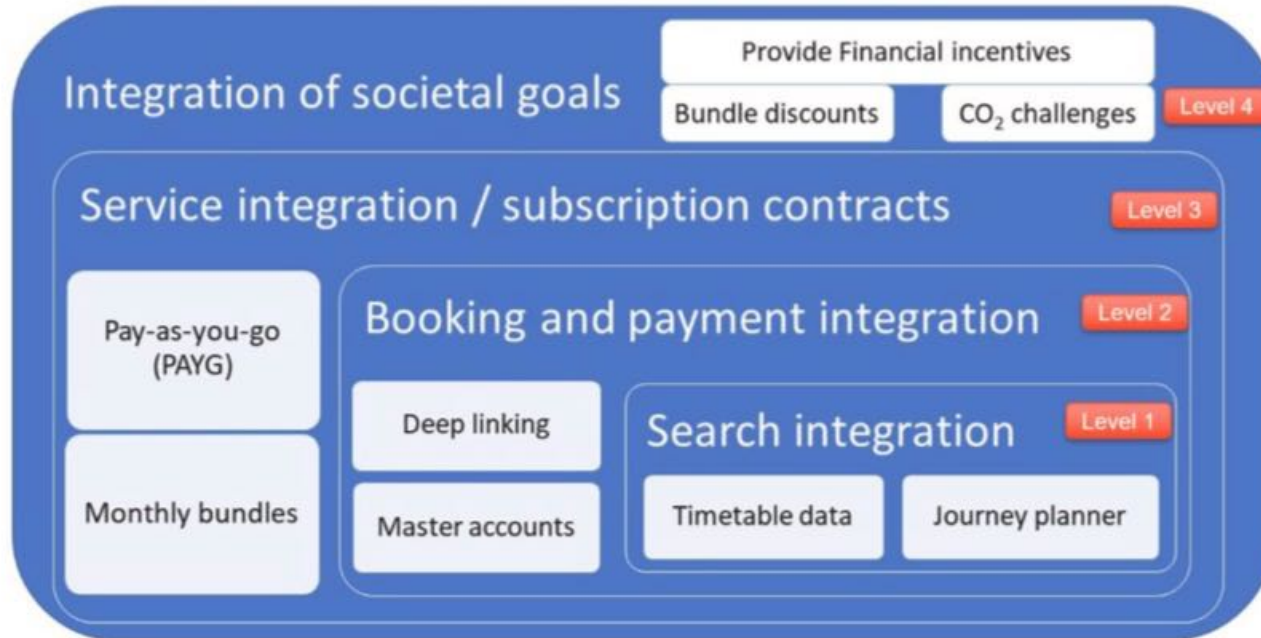 Provide Financial incentives
Integration of societal goals
Bundle discounts
CO₂ challenges
Level 4
Service integration / subscription contracts
Level 3
Pay-as-you-go
(PAYG)
Booking and payment integration
Level 2
Deep linking
Search integration
Level 1
Monthly bundles
Master accounts
Timetable data
Journey planner